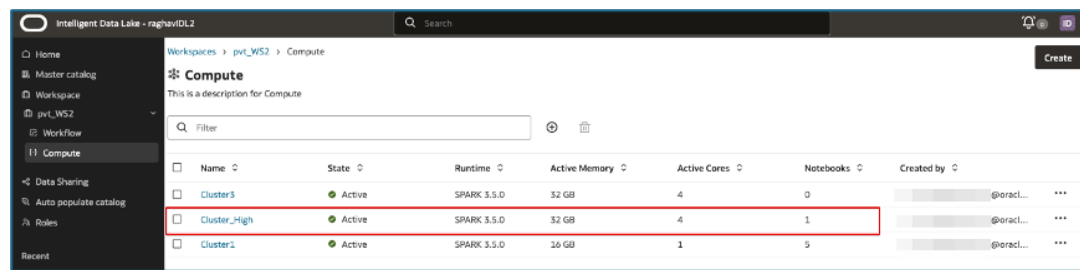 Intelligent Data Lake - raghavIDL2
Search
ID
Home
Master catalog
Workspace
pvt_WS2
Workflow
Compute
Data Sharing
Auto populate catalog
Roles
Recent
Workspaces > pvt_WS2 > Compute
Create
Compute
This is a description for Compute
Filter
Name State Runtime Active Memory Active Cores Notebooks Created by
Cluster3 Active SPARK 3.5.0 32 GB 4 0 @oracl... ...
Cluster_High Active SPARK 3.5.0 32 GB 4 1 @oracl... ...
Cluster1 Active SPARK 3.5.0 16 GB 1 5 @oracl... ...